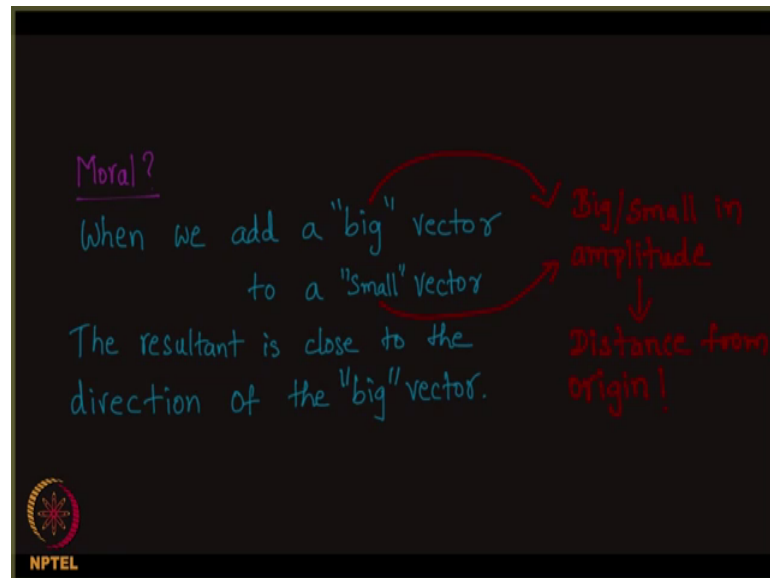 Moral?
When we add a "big" vector
to a "small" vector
The resultant is close to the
direction of the "big" vector.
Big/small in
amplitude
Distance from
origin!
NPTEL